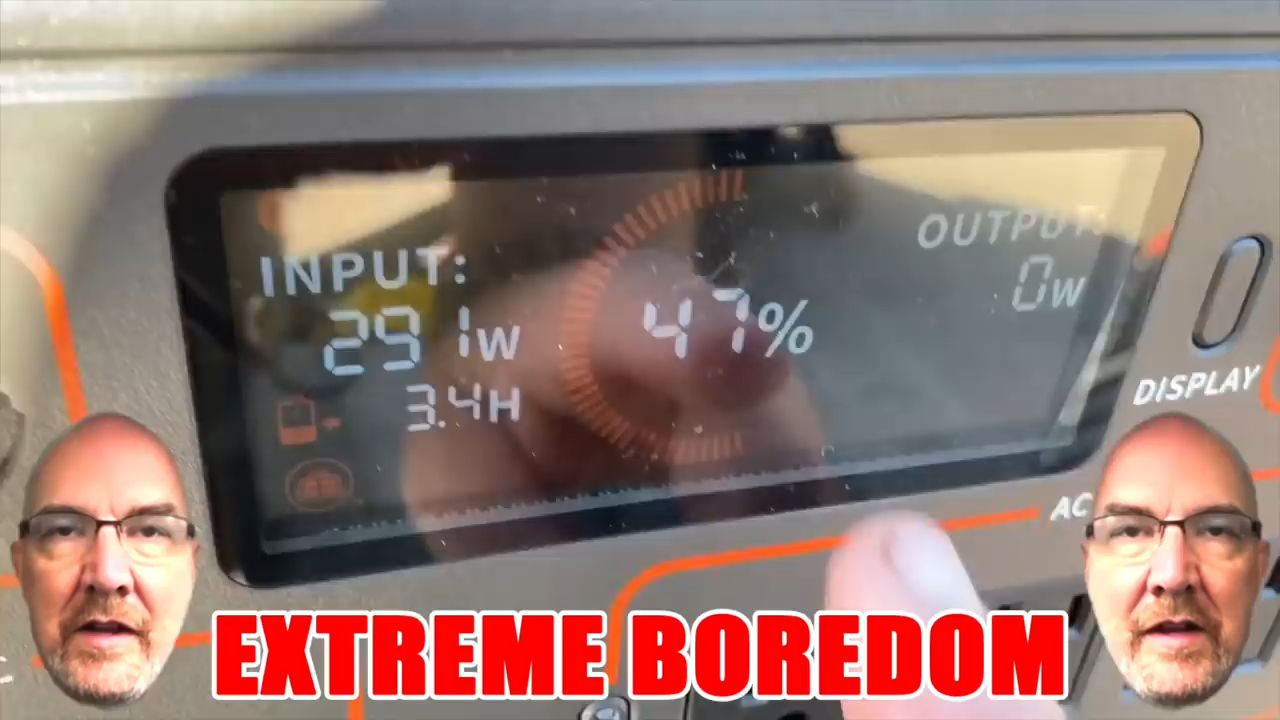 INPUT:
291W
3.4H
47%
OUTPUT:
0W
DISPLAY
AC
EXTREME BOREDOM